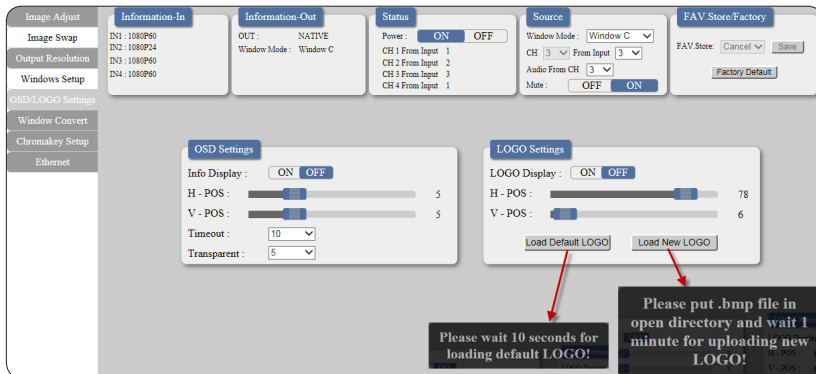 Image Adjust
Image Swap
Output Resolution
Windows Setup
OSD/LOGO Settings
Window Convert
Chromakey Setup
Ethernet
Information-In
IN1 : 1080P60
IN2 : 1080P24
IN3 : 1080P60
IN4 : 1080P60
Information-Out
OUT : NATIVE
Window Mode : Window C
Status
Power : ON OFF
CH 1 From Input 1
CH 2 From Input 2
CH 3 From Input 3
CH 4 From Input 1
Source
Window Mode : Window C
CH 3 From Input 3
Audio From CH 3
Mute : OFF ON
FAV.Store/Factory
FAV.Store: Cancel Save
Factory Default
OSD Settings
Info Display : ON OFF
H - POS : 5
V - POS : 5
Timeout : 10
Transparent : 5
LOGO Settings
LOGO Display : ON OFF
H - POS : 78
V - POS : 6
Load Default LOGO Load New LOGO
Please wait 10 seconds for
loading default LOGO!
Please put .bmp file in
open directory and wait 1
minute for uploading new
LOGO!